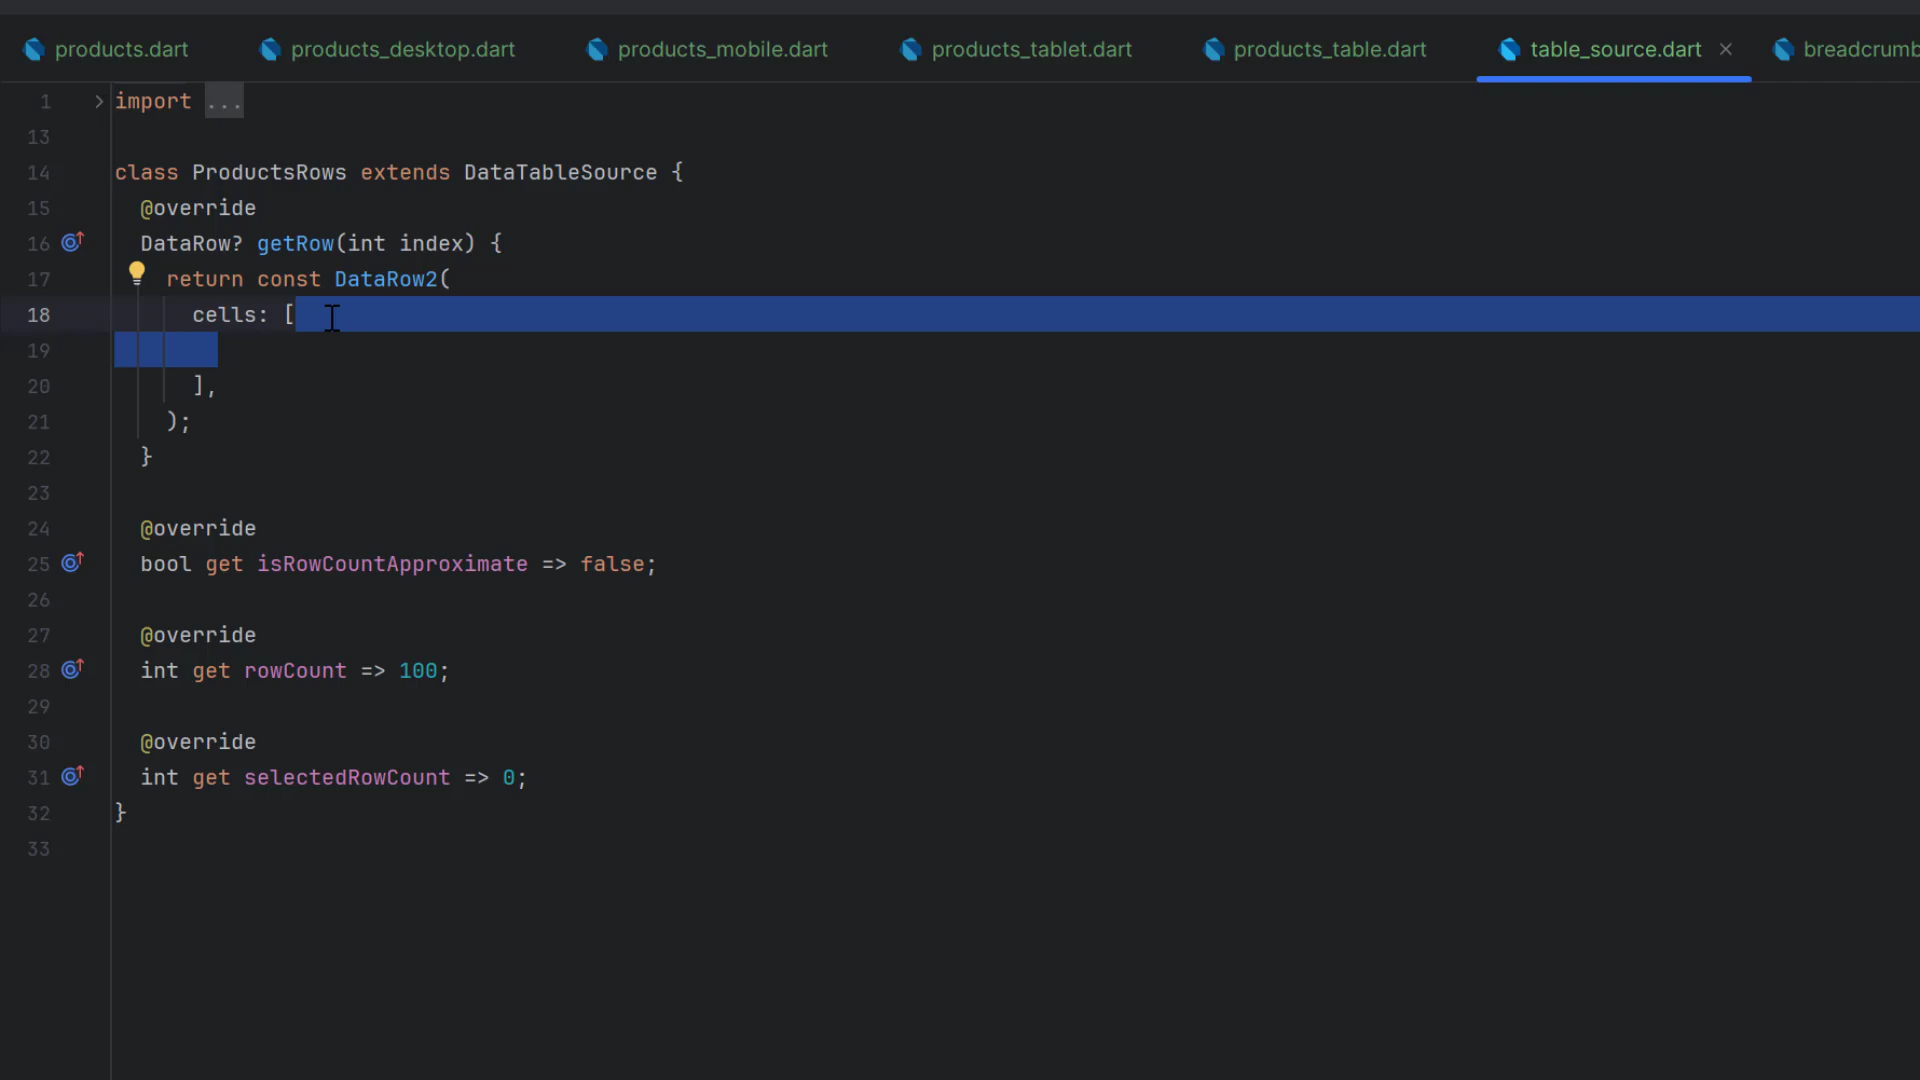 products.dart products_desktop.dart products_mobile.dart products_tablet.dart products_table.dart table_source.dart breadcrumb
1 import ...
13
14 class ProductsRows extends DataTableSource {
15 @override
16 DataRow? getRow(int index) {
17 return const DataRow2(
18 cells: [
19
20 ],
21 );
22 }
23
24 @override
25 bool get isRowCountApproximate => false;
26
27 @override
28 int get rowCount => 100;
29
30 @override
31 int get selectedRowCount => 0;
32 }
33